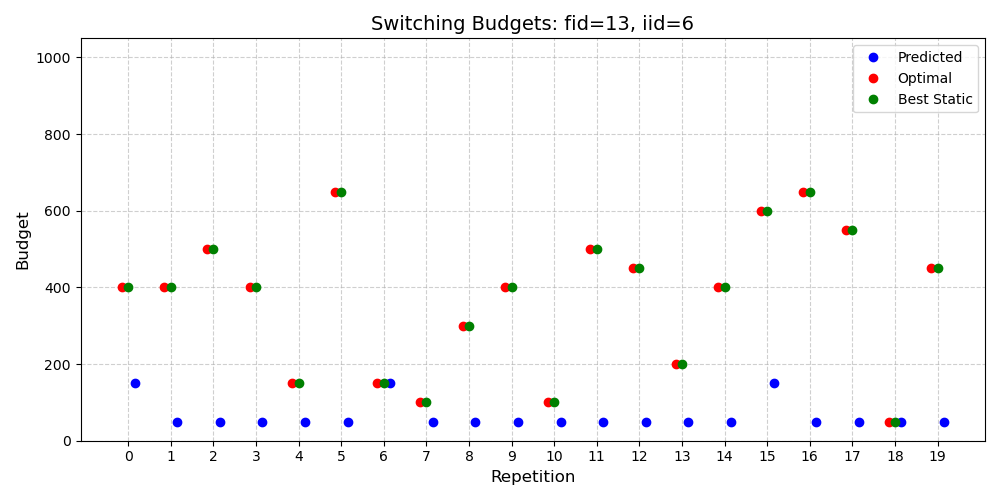 Switching Budgets: fid=13, iid=6
Predicted
Optimal
Best Static
Budget
1000
800
600
400
200
0
0 1 2 3 4 5 6 7 8 9 10 11 12 13 14 15 16 17 18 19
Repetition